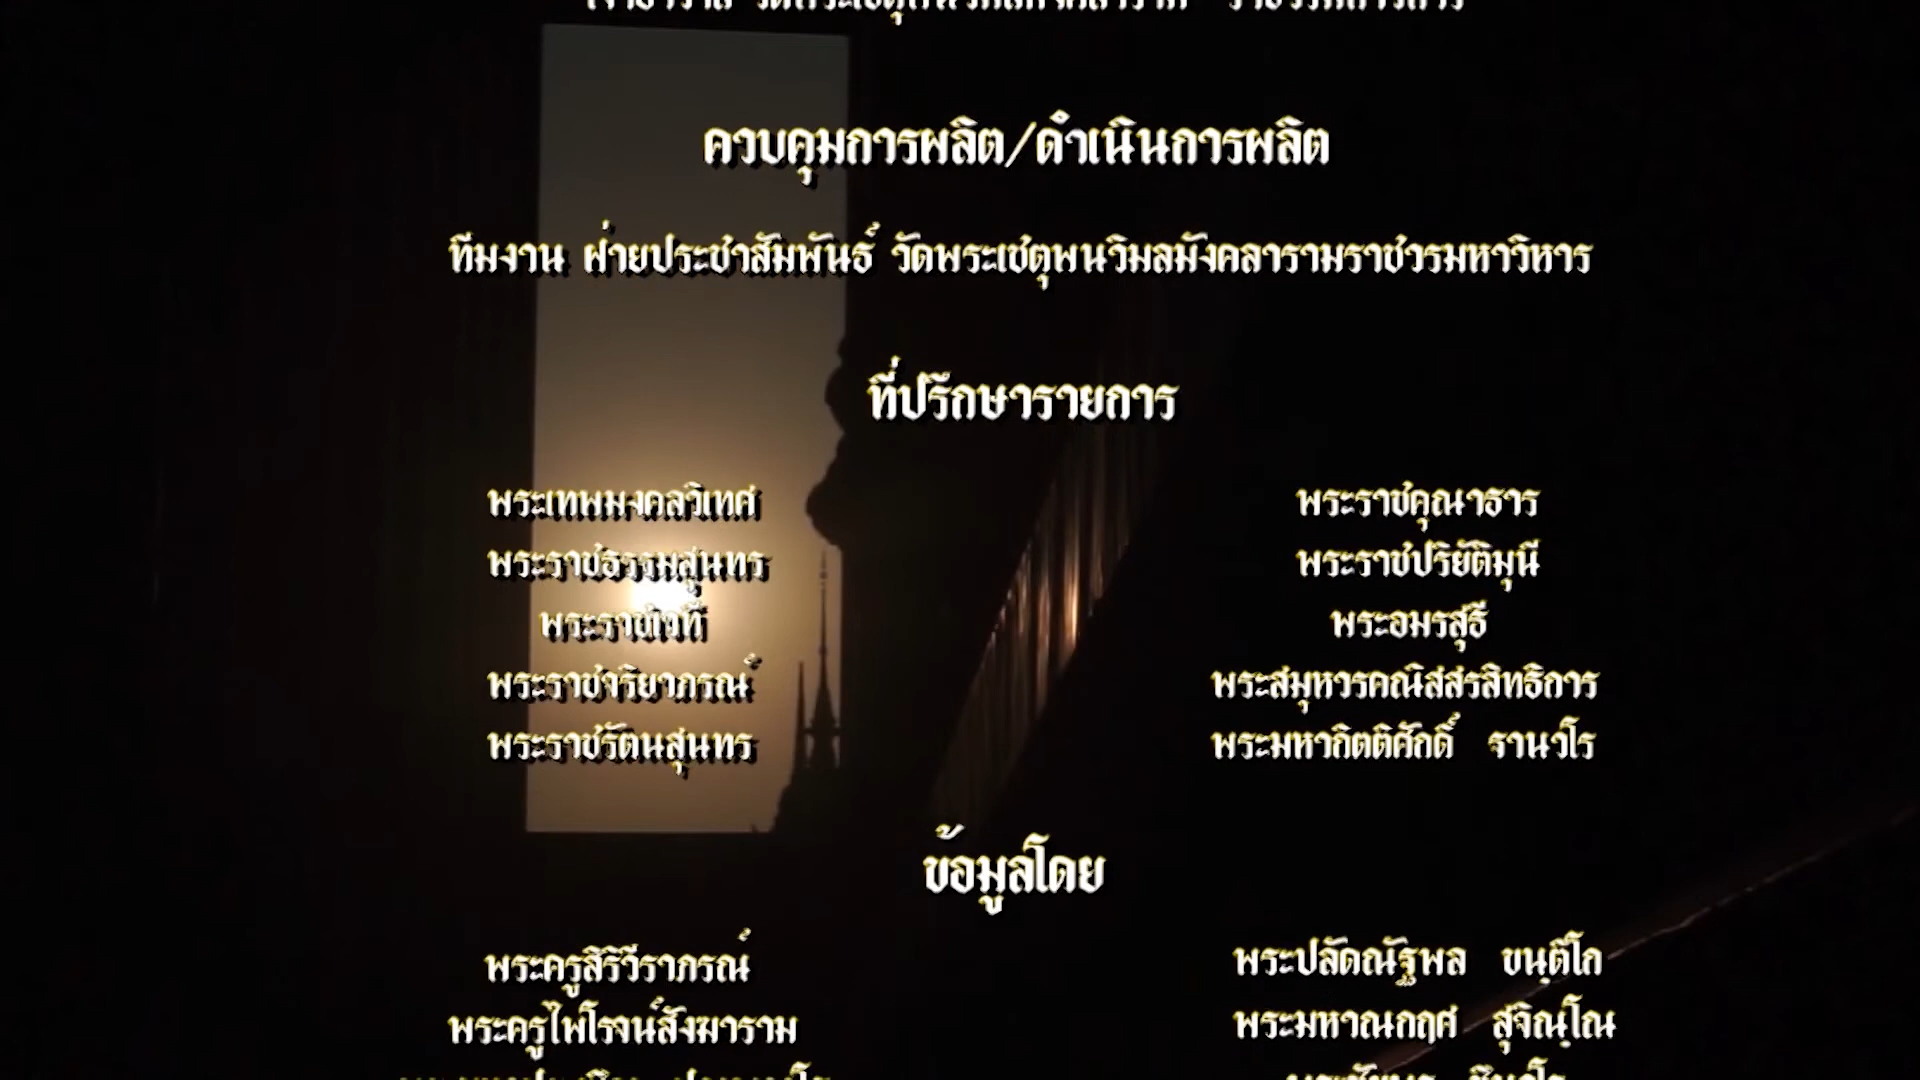 ควบคุมการผลิต/ดำเนินการผลิต
ทีมงาน ฝ่ายประชาสัมพันธ์ วัดพระเชตุพนวิมลมังคลารามราชวรมหาวิหาร
ที่ปรึกษารายการ
พระเทพมงคลวิเทศ พระราชคุณาธาร
พระราชธรรมสุนทร พระราชปริยัติมุนี
พระราชเวที พระอมรสุธี
พระราชจริยาภรณ์ พระสมุหวรคณิสสรสิทธิการ
พระราชรัตนสุนทร พระมหากิตติศักดิ์ ฐานวโร
ข้อมูลโดย
พระครูสิริวีราภรณ์ พระปลัดณัฐพล ขนฺติโก
พระครูไพโรจน์สังฆาราม พระมหาณกฤศ สุจิณฺโณ